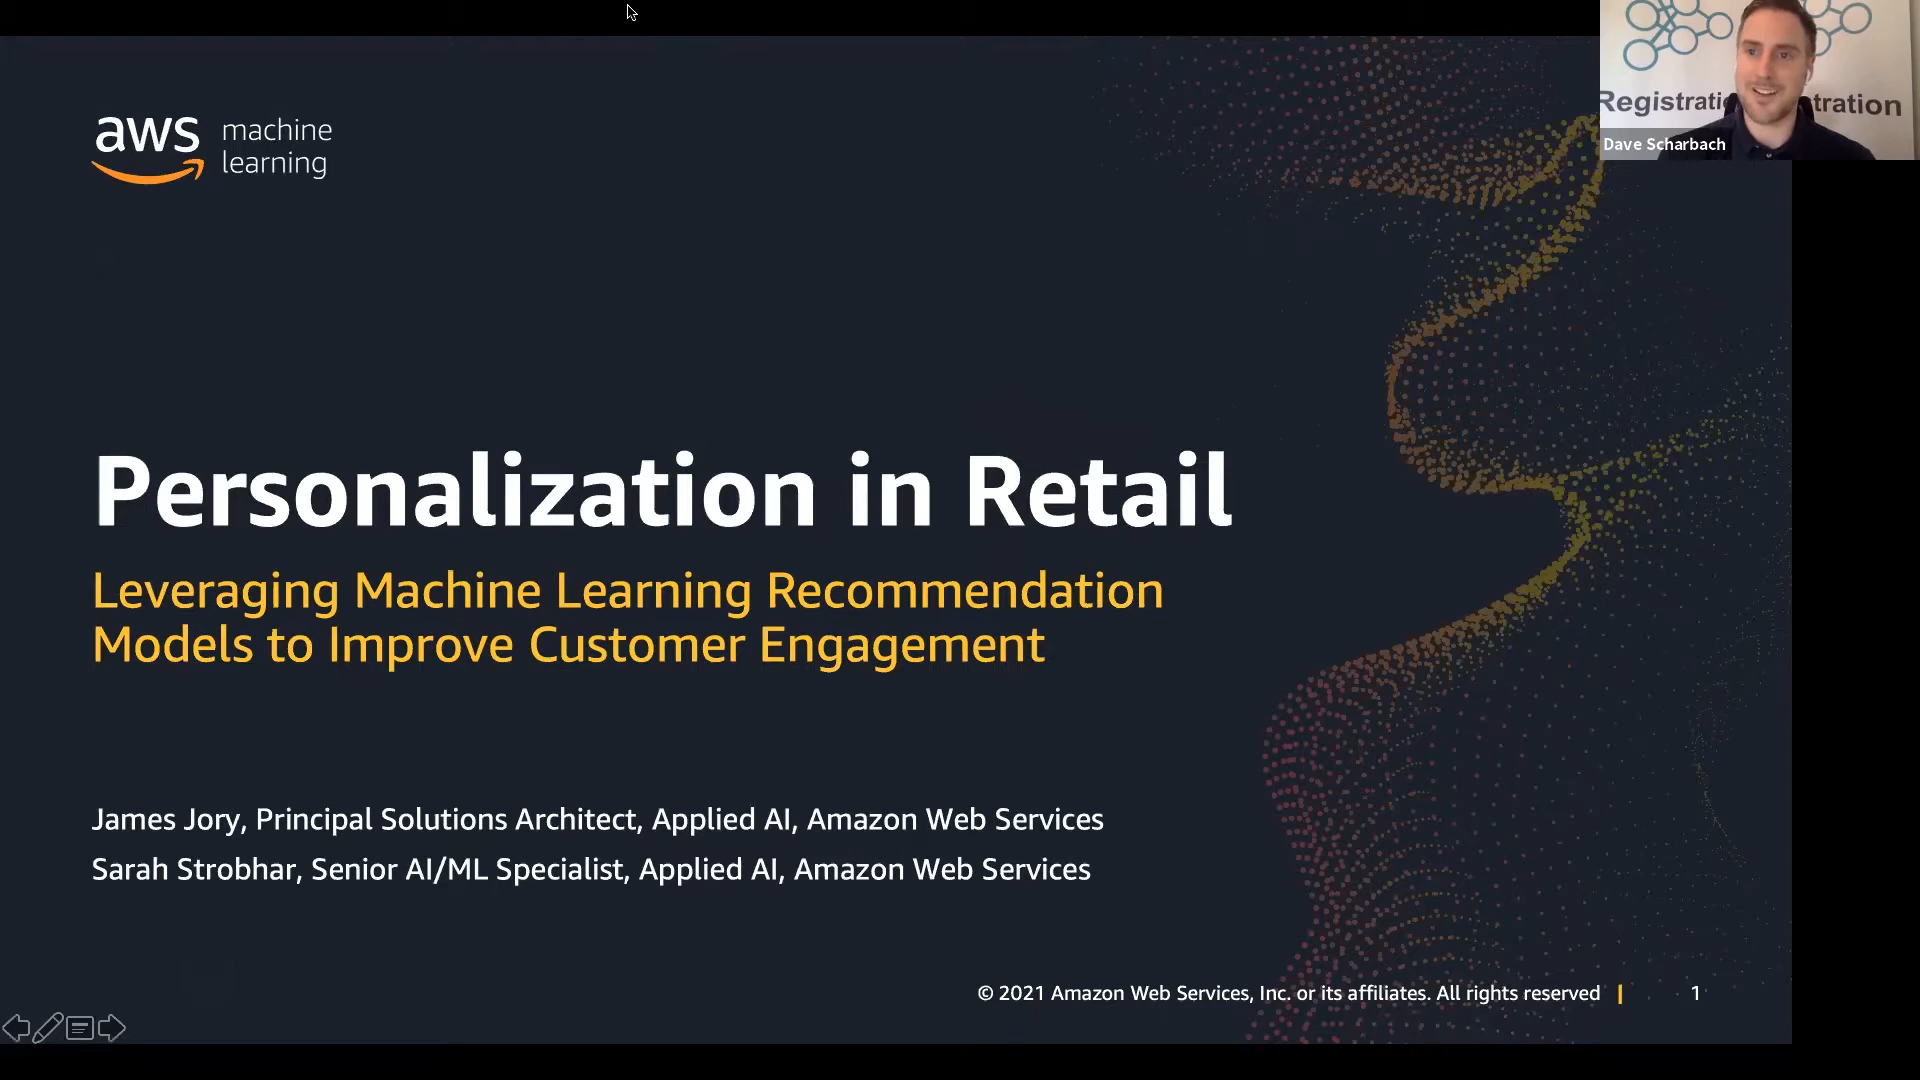 aws machine
learning
Registratio
tration
Dave Scharbach
Personalization in Retail
Leveraging Machine Learning Recommendation
Models to Improve Customer Engagement
James Jory, Principal Solutions Architect, Applied AI, Amazon Web Services
Sarah Strobhar, Senior AI/ML Specialist, Applied AI, Amazon Web Services
© 2021 Amazon Web Services, Inc. or its affiliates. All rights reserved | 1